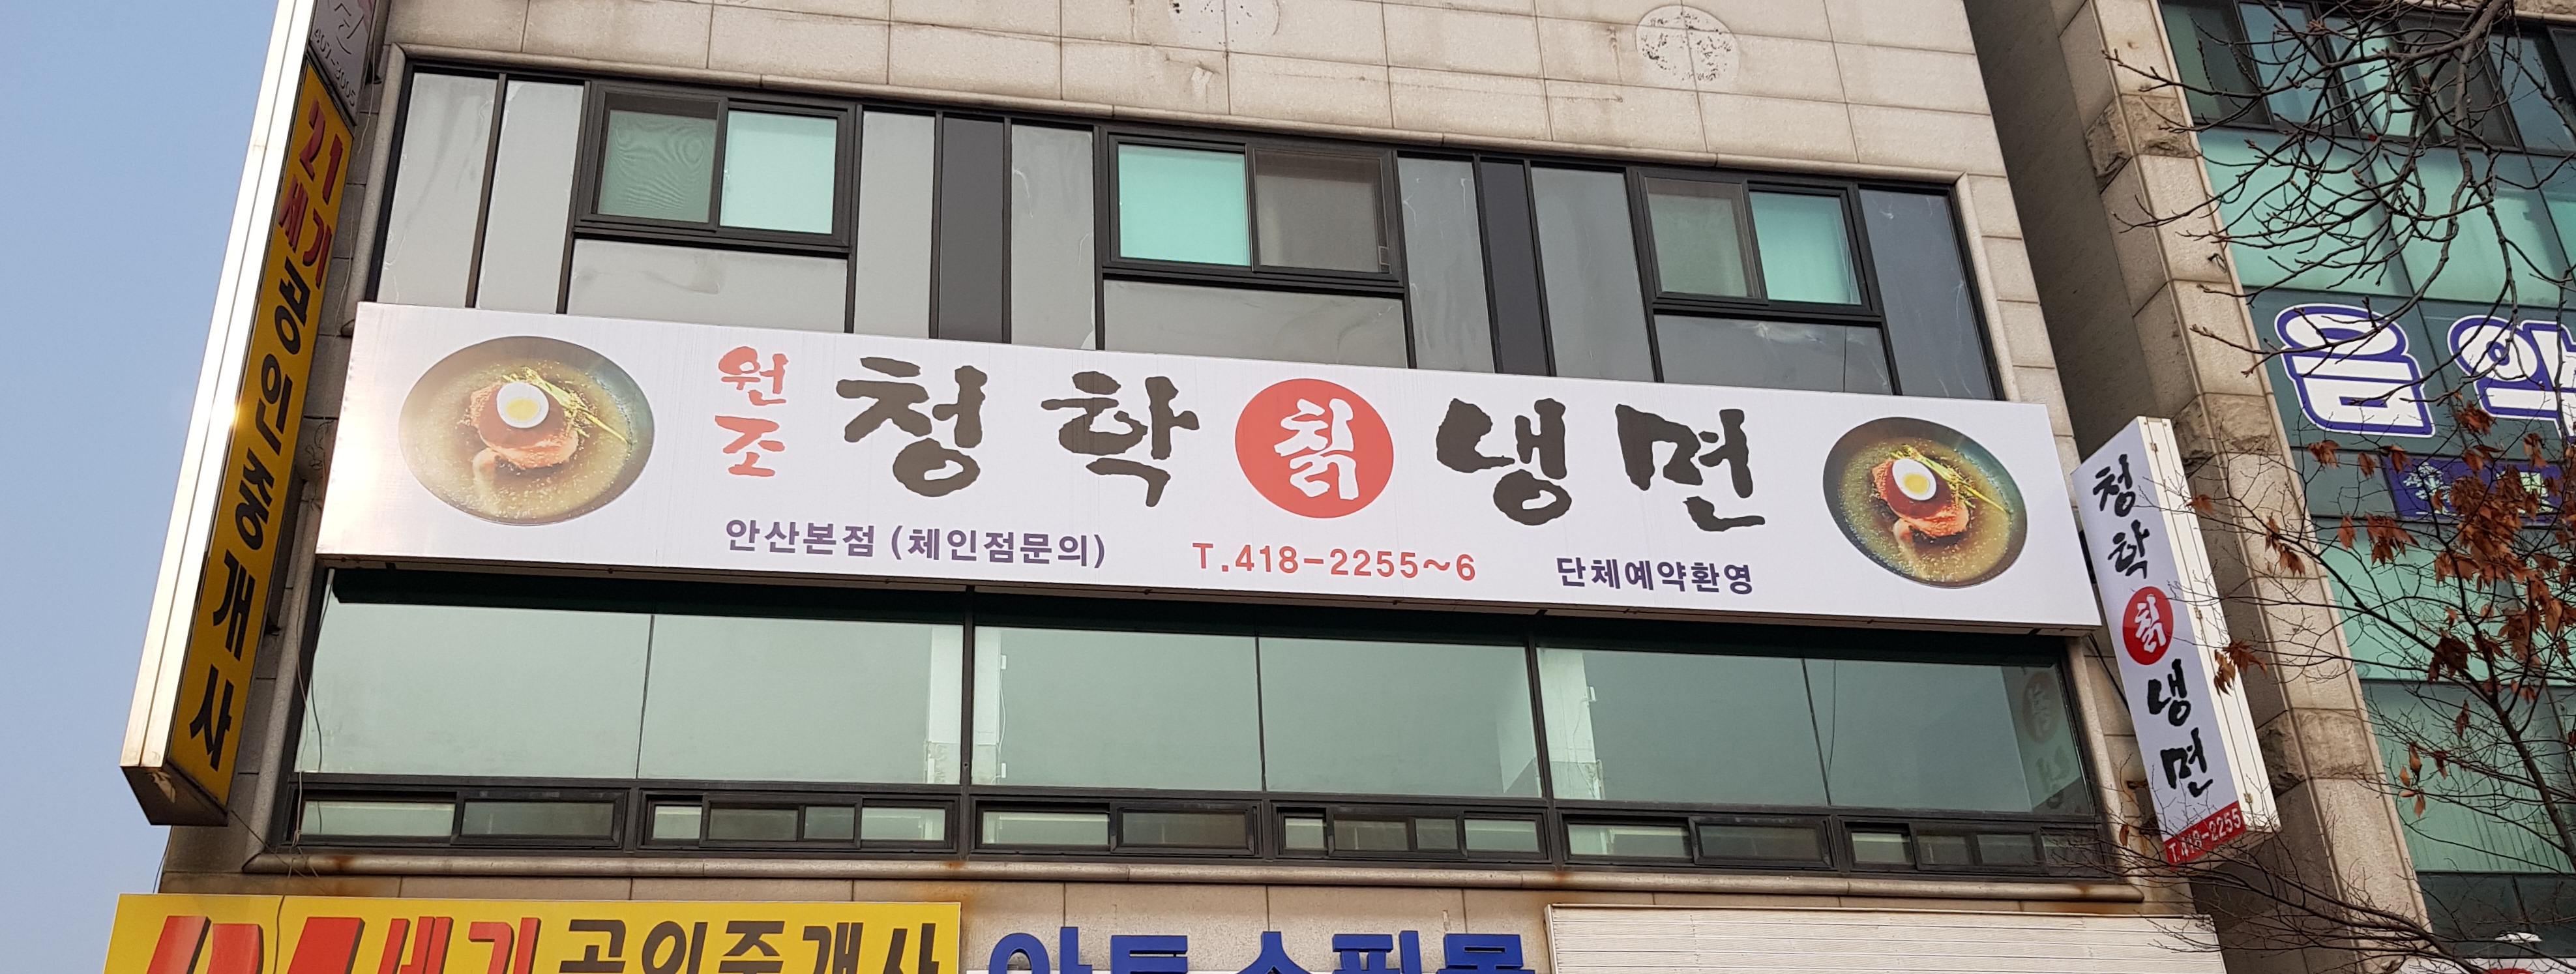 21세기공인중개사
원조 청학칡냉면
안산본점 (체인점문의) T.418-2255~6 단체예약환영
청학칡냉면
T.418-2255
세기공인중개사
음악